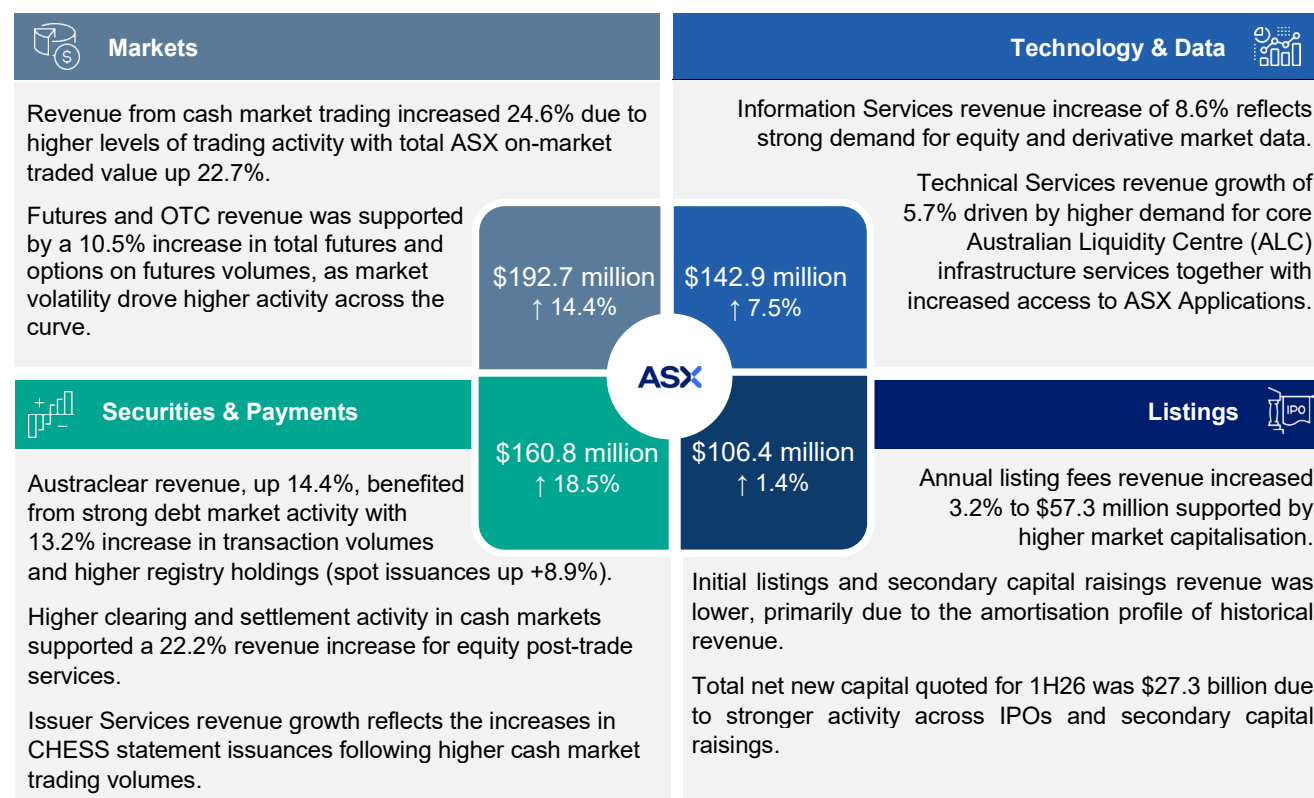 Markets
Revenue from cash market trading increased 24.6% due to
higher levels of trading activity with total ASX on-market
traded value up 22.7%.
Futures and OTC revenue was supported
by a 10.5% increase in total futures and
options on futures volumes, as market
volatility drove higher activity across the
curve.
$192.7 million
↑ 14.4%
Technology & Data
Information Services revenue increase of 8.6% reflects
strong demand for equity and derivative market data.
Technical Services revenue growth of
5.7% driven by higher demand for core
Australian Liquidity Centre (ALC)
infrastructure services together with
increased access to ASX Applications.
$142.9 million
↑ 7.5%
ASX
Securities & Payments
Austraclear revenue, up 14.4%, benefited
from strong debt market activity with
13.2% increase in transaction volumes
and higher registry holdings (spot issuances up +8.9%).
Higher clearing and settlement activity in cash markets
supported a 22.2% revenue increase for equity post-trade
services.
Issuer Services revenue growth reflects the increases in
CHESS statement issuances following higher cash market
trading volumes.
$160.8 million
↑ 18.5%
Listings
IPO
Annual listing fees revenue increased
3.2% to $57.3 million supported by
higher market capitalisation.
Initial listings and secondary capital raisings revenue was
lower, primarily due to the amortisation profile of historical
revenue.
Total net new capital quoted for 1H26 was $27.3 billion due
to stronger activity across IPOs and secondary capital
raisings.
$106.4 million
↑ 1.4%